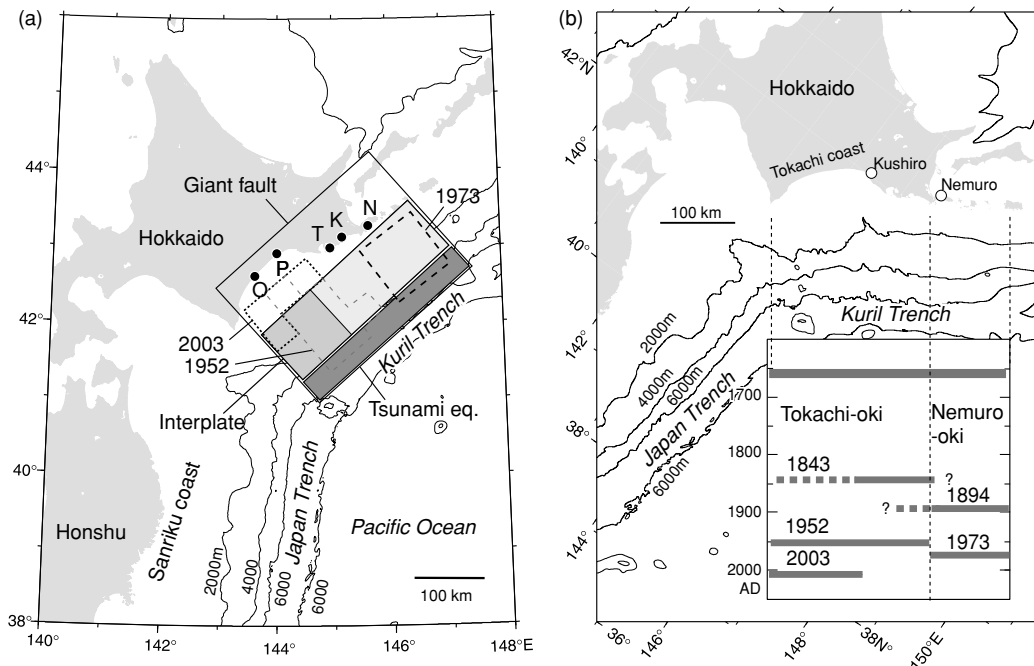 (a)
44°
42°
40°
38°
140°
142°
144°
146°
148°E
Giant fault
1973
N
K
T
Hokkaido
P
O
2003
1952
Kuril-Trench
Interplate
Tsunami eq.
Sanriku coast
Japan Trench
Honshu
Pacific Ocean
2000m
4000
6000
6000
100 km
(b)
42°N
140°
40°
142°
38°
144°
36°
146°
148°
38N°
150°E
Hokkaido
Tokachi coast
Kushiro
Nemuro
100 km
Kuril Trench
2000m
4000m
6000m
Japan Trench
6000m
1700
Tokachi-oki
Nemuro
-oki
1800
1843
?
1894
?
1900
1952
1973
2003
2000
AD